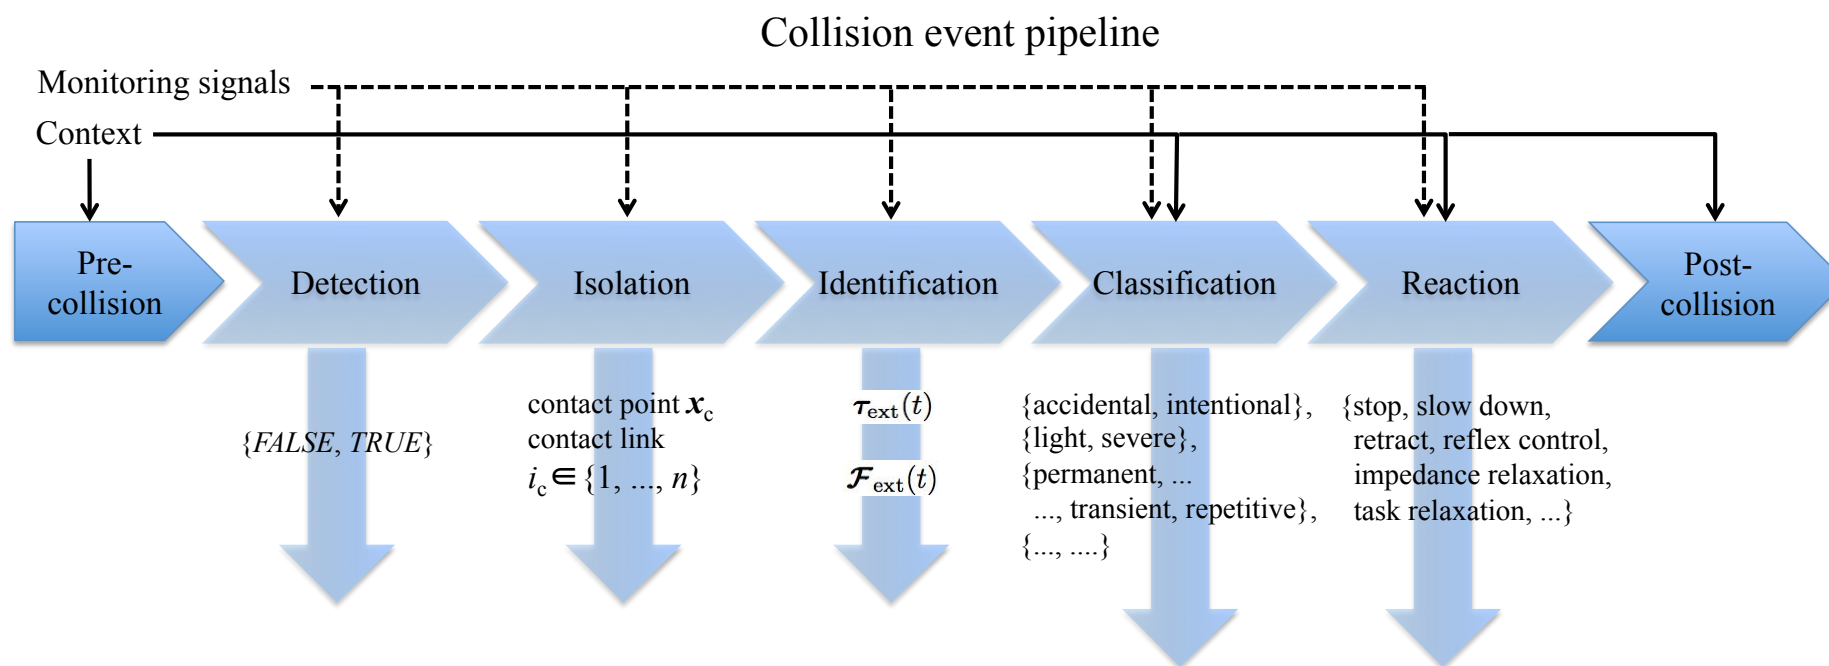 Collision event pipeline
Monitoring signals
Context
Pre-
collision
Detection
Isolation
Identification
Classification
Reaction
Post-
collision
{FALSE, TRUE}
contact point x_c
contact link
i_c ∈ {1, ..., n}
τ_ext(t)
𝓕_ext(t)
{accidental, intentional},
{light, severe},
{permanent, ...
..., transient, repetitive},
{..., ....}
{stop, slow down,
retract, reflex control,
impedance relaxation,
task relaxation, ...}